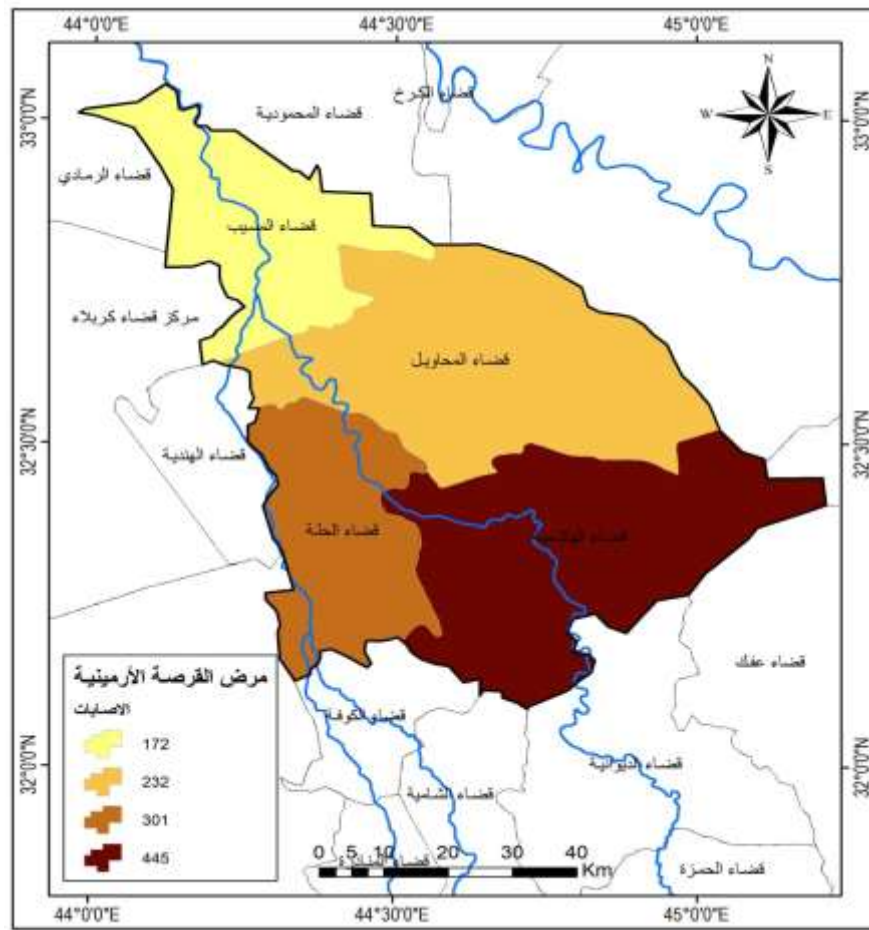 44°0'0"E
44°30'0"E
45°0'0"E
33°0'0"N
33°0'0"N
N
W
E
S
قضاء الكرخ
قضاء المحمودية
قضاء الرمادي
قضاء المسيب
مركز قضاء كربلاء
قضاء المحاويل
32°30'0"N
32°30'0"N
قضاء الهندية
قضاء الحلة
قضاء الهاشمية
قضاء عفك
مرض القرصة الأرمينية
الاصابات
172
232
301
445
قضاء الكوفة
قضاء الديوانية
قضاء الشامية
32°0'0"N
32°0'0"N
قضاء المناذرة
قضاء الحمزة
0 5 10 20 30 40
Km
44°0'0"E
44°30'0"E
45°0'0"E